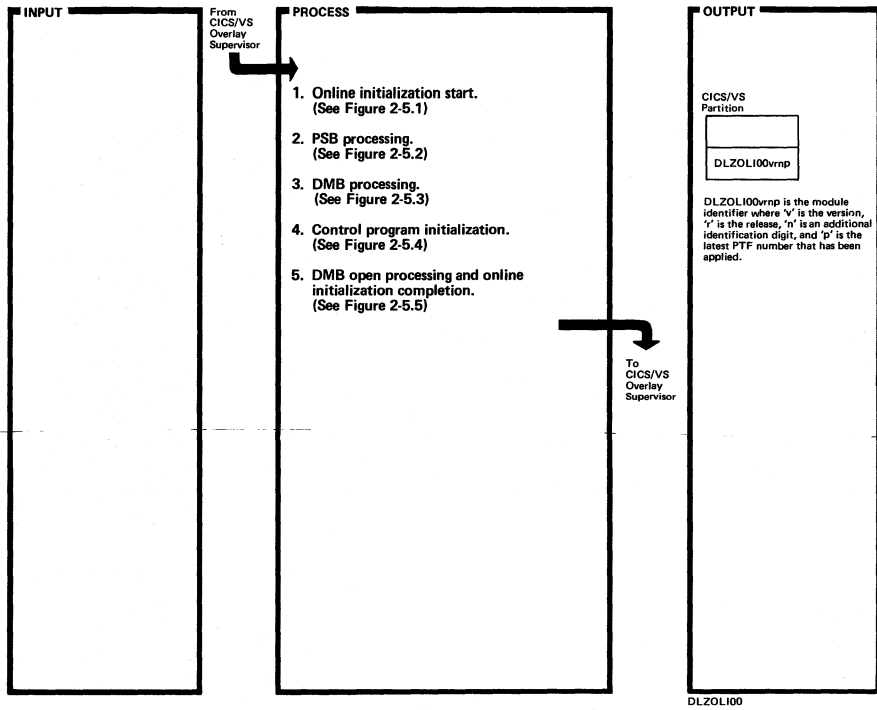 INPUT
From
CICS/VS
Overlay
Supervisor
PROCESS
1. Online initialization start.
(See Figure 2-5.1)
2. PSB processing.
(See Figure 2-5.2)
3. DMB processing.
(See Figure 2-5.3)
4. Control program initialization.
(See Figure 2-5.4)
5. DMB open processing and online
initialization completion.
(See Figure 2-5.5)
To
CICS/VS
Overlay
Supervisor
OUTPUT
CICS/VS
Partition
DLZOLI00vrnp
DLZOLI00vrnp is the module
identifier where 'v' is the version,
'r' is the release, 'n' is an additional
identification digit, and 'p' is the
latest PTF number that has been
applied.
DLZOLI00